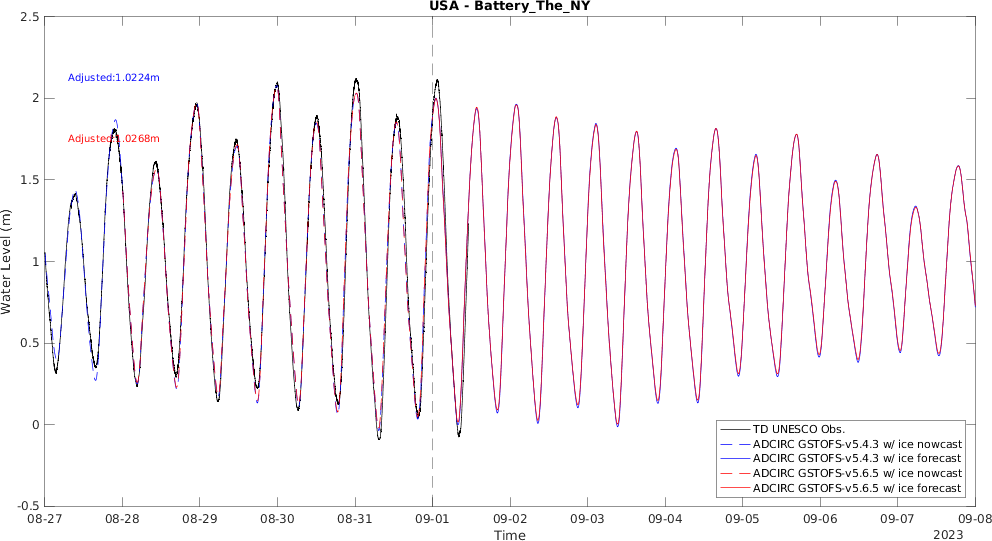 USA - Battery_The_NY
2.5
2
1.5
1
0.5
0
-0.5
Water Level (m)
Adjusted:1.0224m
Adjusted:1.0268m
TD UNESCO Obs.
ADCIRC GSTOFS-v5.4.3 w/ ice nowcast
ADCIRC GSTOFS-v5.4.3 w/ ice forecast
ADCIRC GSTOFS-v5.6.5 w/ ice nowcast
ADCIRC GSTOFS-v5.6.5 w/ ice forecast
08-27 08-28 08-29 08-30 08-31 09-01 09-02 09-03 09-04 09-05 09-06 09-07 09-08
Time
2023